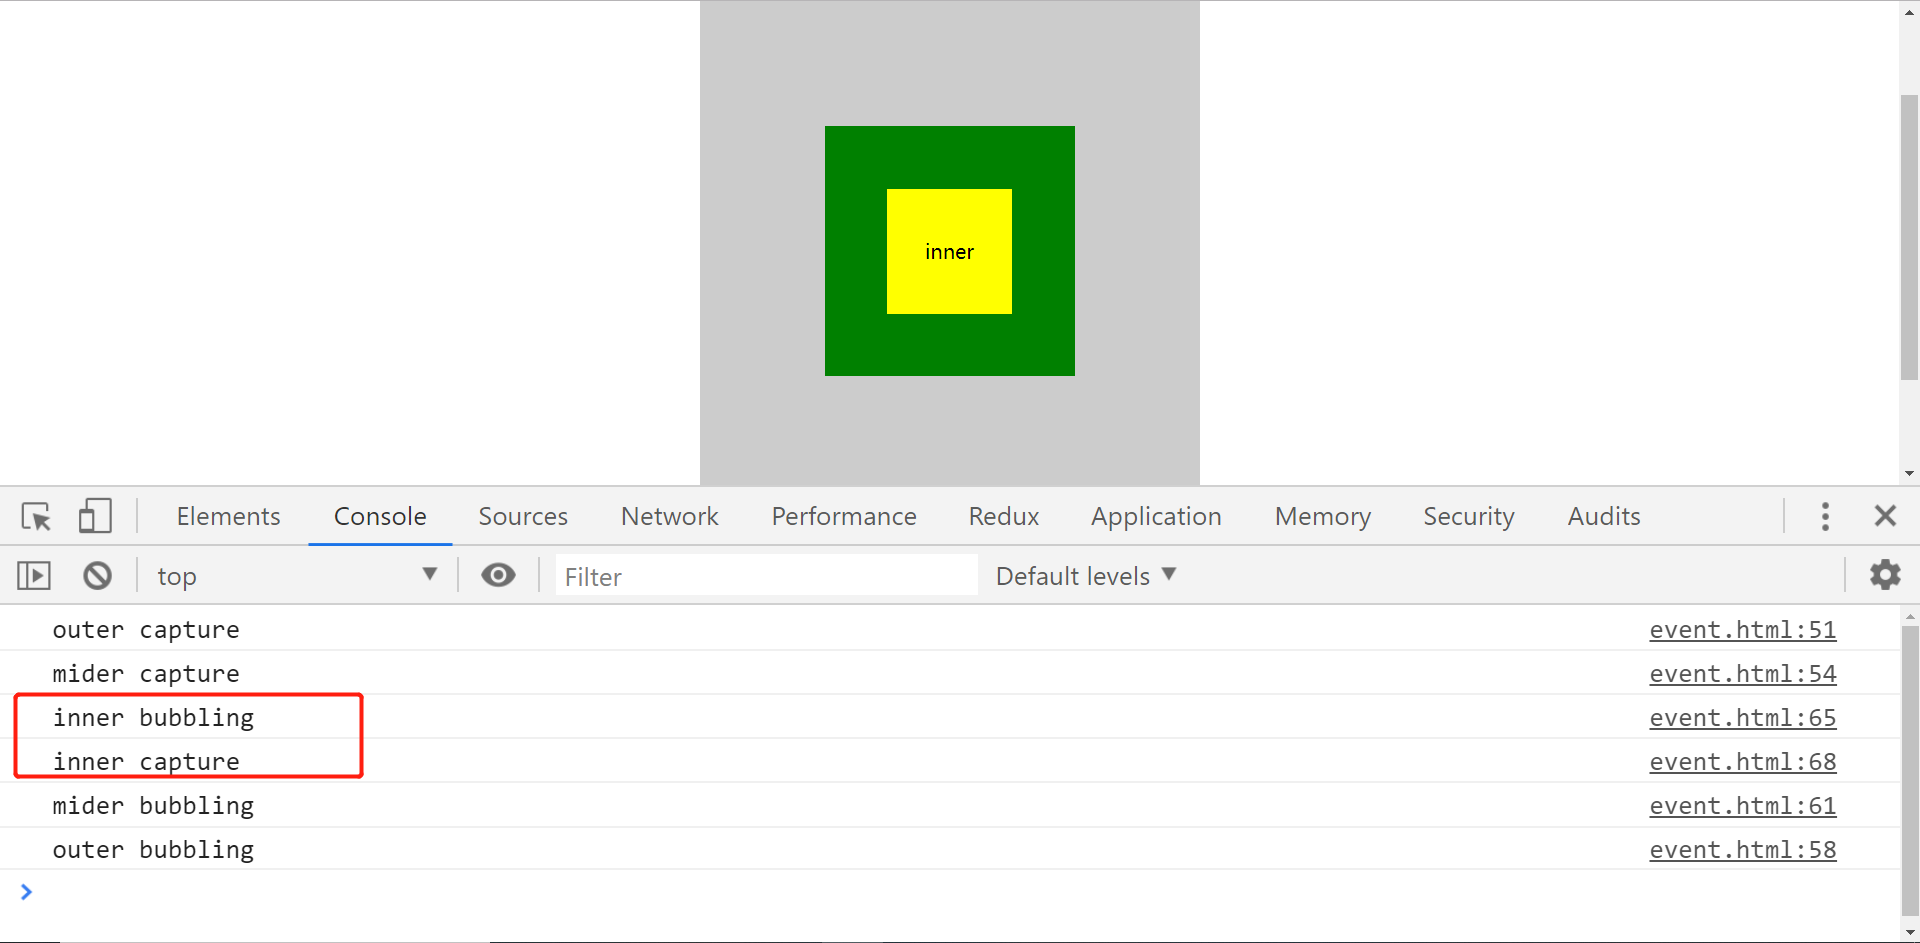 inner
Elements Console Sources Network Performance Redux Application Memory Security Audits
top Filter Default levels
outer capture event.html:51
mider capture event.html:54
inner bubbling event.html:65
inner capture event.html:68
mider bubbling event.html:61
outer bubbling event.html:58